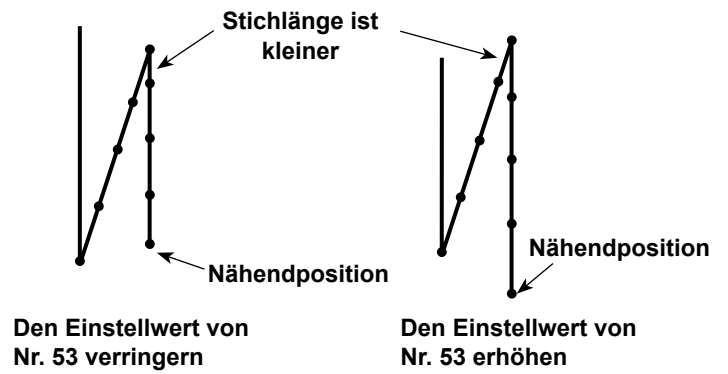 Stichlänge ist
kleiner
Nähendposition
Nähendposition
Den Einstellwert von
Nr. 53 verringern
Den Einstellwert von
Nr. 53 erhöhen